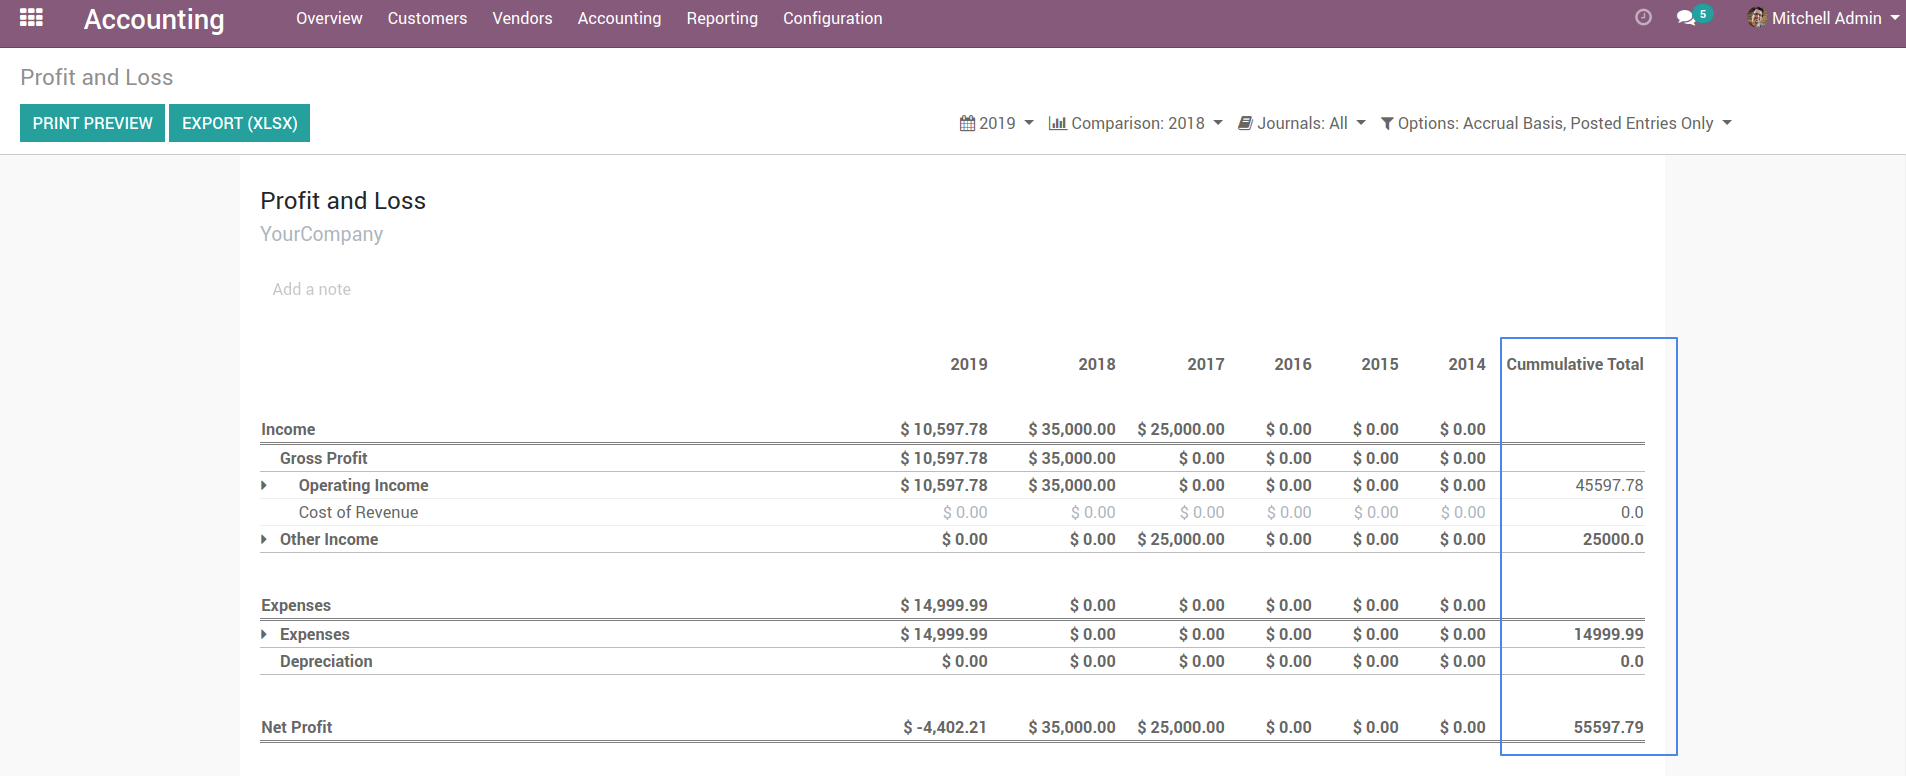 Accounting Overview Customers Vendors Accounting Reporting Configuration 5 Mitchell Admin
Profit and Loss
PRINT PREVIEW EXPORT (XLSX) 2019 Comparison: 2018 Journals: All Options: Accrual Basis, Posted Entries Only
Profit and Loss
YourCompany
Add a note
2019 2018 2017 2016 2015 2014 Cummulative Total
Income $ 10,597.78 $ 35,000.00 $ 25,000.00 $ 0.00 $ 0.00 $ 0.00
Gross Profit $ 10,597.78 $ 35,000.00 $ 0.00 $ 0.00 $ 0.00 $ 0.00
Operating Income $ 10,597.78 $ 35,000.00 $ 0.00 $ 0.00 $ 0.00 $ 0.00 45597.78
Cost of Revenue $ 0.00 $ 0.00 $ 0.00 $ 0.00 $ 0.00 $ 0.00 0.0
Other Income $ 0.00 $ 0.00 $ 25,000.00 $ 0.00 $ 0.00 $ 0.00 25000.0
Expenses $ 14,999.99 $ 0.00 $ 0.00 $ 0.00 $ 0.00 $ 0.00
Expenses $ 14,999.99 $ 0.00 $ 0.00 $ 0.00 $ 0.00 $ 0.00 14999.99
Depreciation $ 0.00 $ 0.00 $ 0.00 $ 0.00 $ 0.00 $ 0.00 0.0
Net Profit $ -4,402.21 $ 35,000.00 $ 25,000.00 $ 0.00 $ 0.00 $ 0.00 55597.79